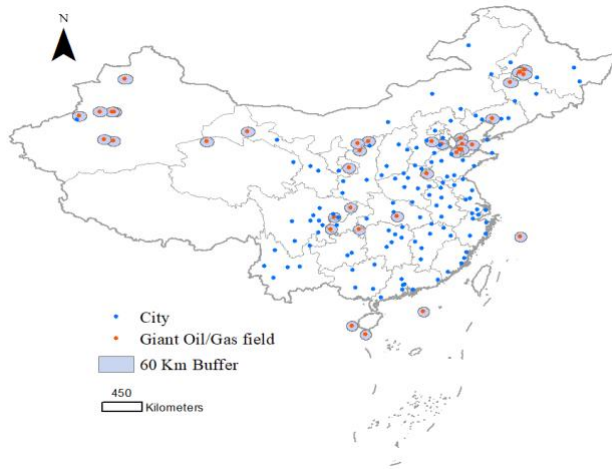 N
City
Giant Oil/Gas field
60 Km Buffer
450
Kilometers